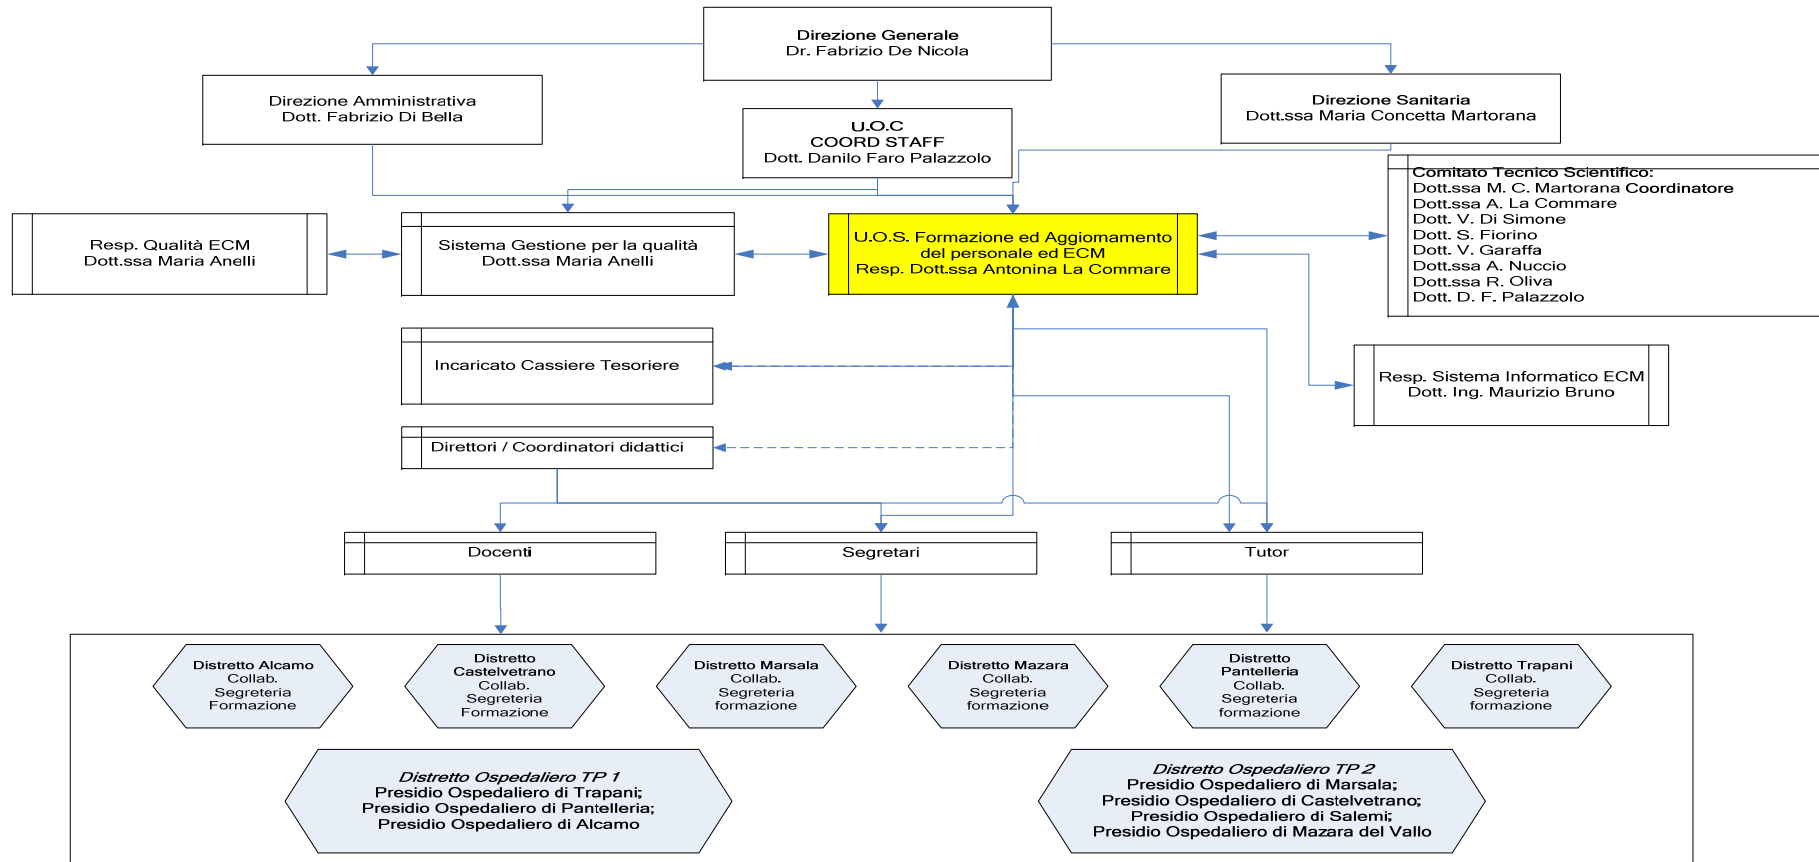 Direzione Generale
Dr. Fabrizio De Nicola
Direzione Amministrativa
Dott. Fabrizio Di Bella
U.O.C
COORD STAFF
Dott. Danilo Faro Palazzolo
Direzione Sanitaria
Dott.ssa Maria Concetta Martorana
Resp. Qualità ECM
Dott.ssa Maria Anelli
Sistema Gestione per la qualità
Dott.ssa Maria Anelli
U.O.S. Formazione ed Aggiornamento
del personale ed ECM
Resp. Dott.ssa Antonina La Commare
Comitato Tecnico Scientifico:
Dott.ssa M. C. Martorana Coordinatore
Dott.ssa A. La Commare
Dott. V. Di Simone
Dott. S. Fiorino
Dott. V. Garaffa
Dott.ssa A. Nuccio
Dott.ssa R. Oliva
Dott. D. F. Palazzolo
Incaricato Cassiere Tesoriere
Resp. Sistema Informatico ECM
Dott. Ing. Maurizio Bruno
Direttori / Coordinatori didattici
Docenti
Segretari
Tutor
Distretto Alcamo
Collab.
Segreteria
Formazione
Distretto
Castelvetrano
Collab.
Segreteria
Formazione
Distretto Marsala
Collab.
Segreteria
formazione
Distretto Mazara
Collab.
Segreteria
formazione
Distretto
Pantelleria
Collab.
Segreteria
formazione
Distretto Trapani
Collab.
Segreteria
formazione
Distretto Ospedaliero TP 1
Presidio Ospedaliero di Trapani;
Presidio Ospedaliero di Pantelleria;
Presidio Ospedaliero di Alcamo
Distretto Ospedaliero TP 2
Presidio Ospedaliero di Marsala;
Presidio Ospedaliero di Castelvetrano;
Presidio Ospedaliero di Salemi;
Presidio Ospedaliero di Mazara del Vallo